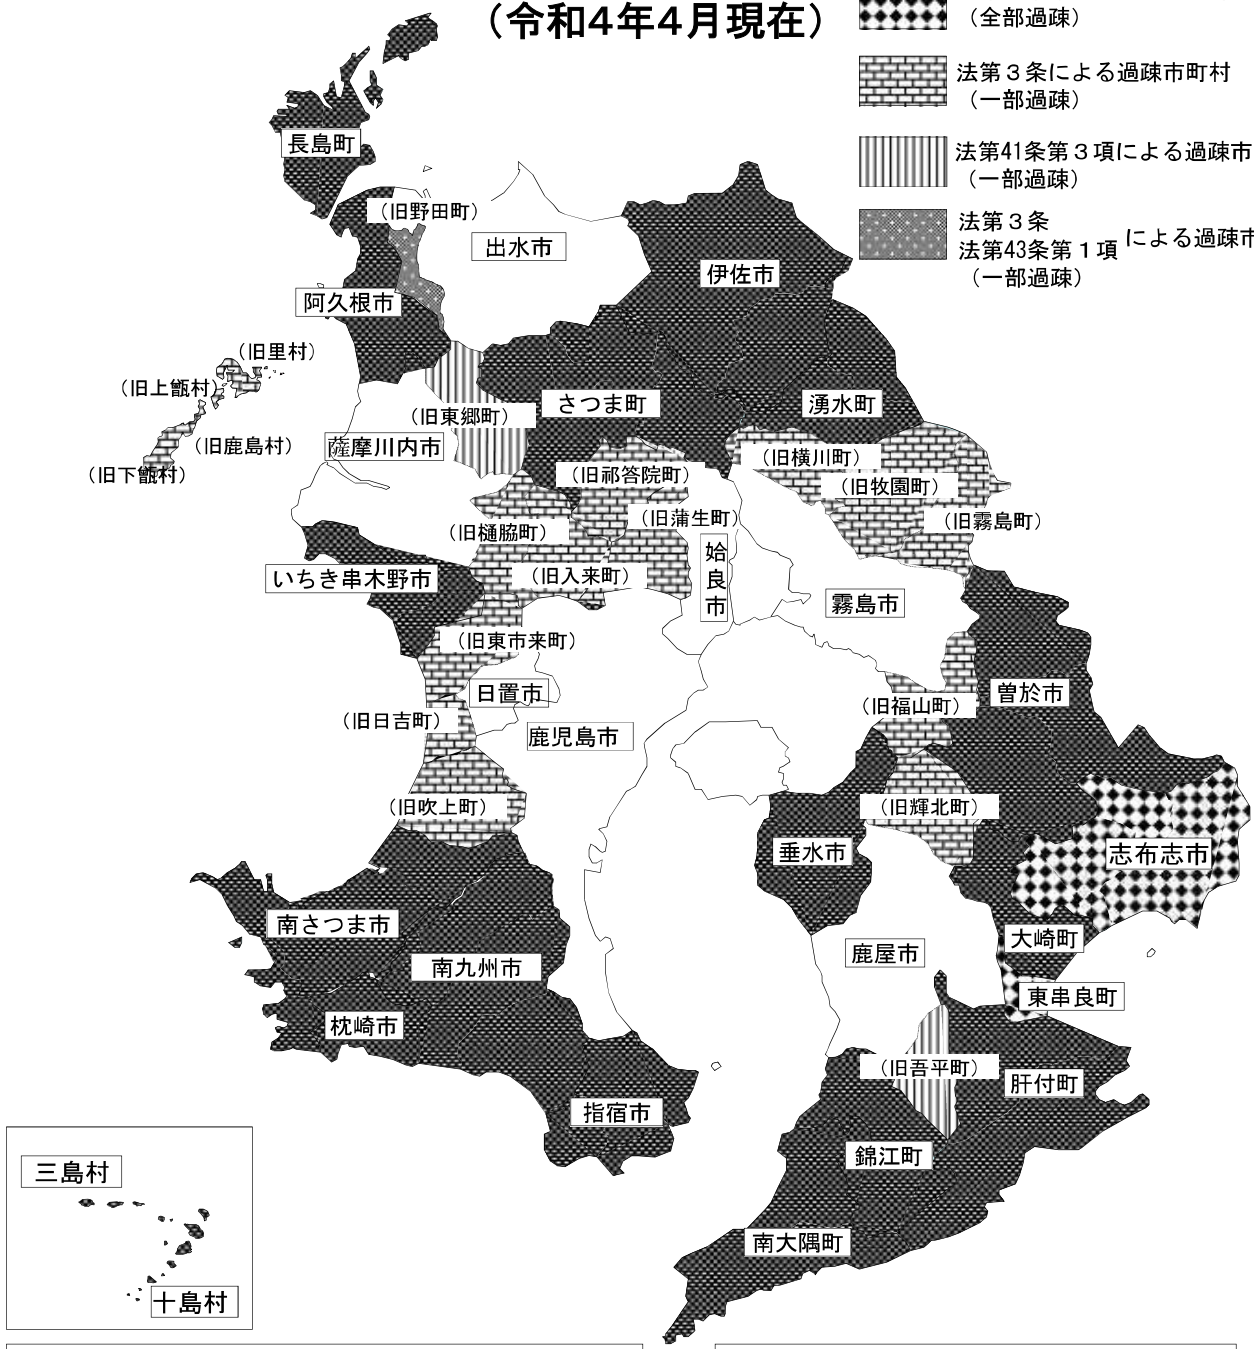 （令和４年４月現在）
（全部過疎）
法第３条による過疎市町村
（一部過疎）
法第41条第３項による過疎市
（一部過疎）
法第３条
法第43条第１項 による過疎市
（一部過疎）
長島町
（旧野田町）
出水市
伊佐市
阿久根市
（旧里村）
（旧上甑村）
さつま町
湧水町
（旧東郷町）
（旧鹿島村）
薩摩川内市
（旧下甑村）
（旧横川町）
（旧祁答院町）
（旧牧園町）
（旧蒲生町）
（旧霧島町）
（旧樋脇町）
姶良市
いちき串木野市
（旧入来町）
霧島市
（旧東市来町）
日置市
曽於市
（旧福山町）
（旧日吉町）
鹿児島市
（旧吹上町）
（旧輝北町）
垂水市
志布志市
南さつま市
大崎町
鹿屋市
南九州市
東串良町
枕崎市
（旧吾平町）
肝付町
指宿市
錦江町
三島村
南大隅町
十島村